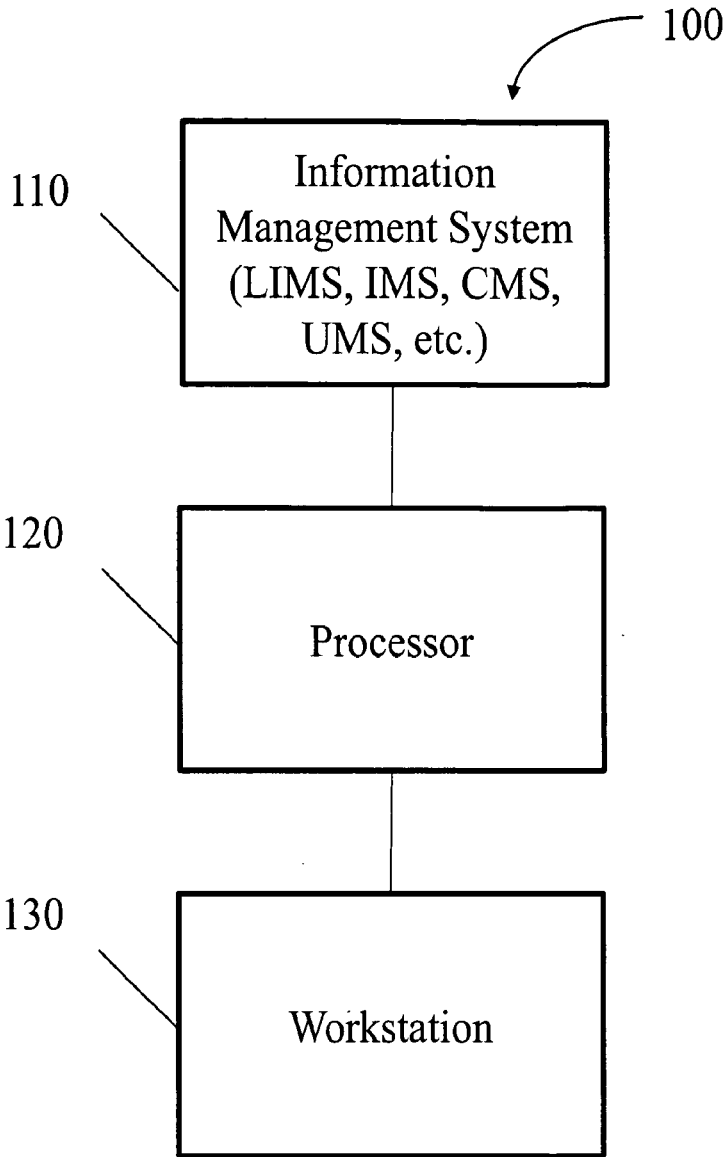 100
110
Information
Management System
(LIMS, IMS, CMS,
UMS, etc.)
120
Processor
130
Workstation